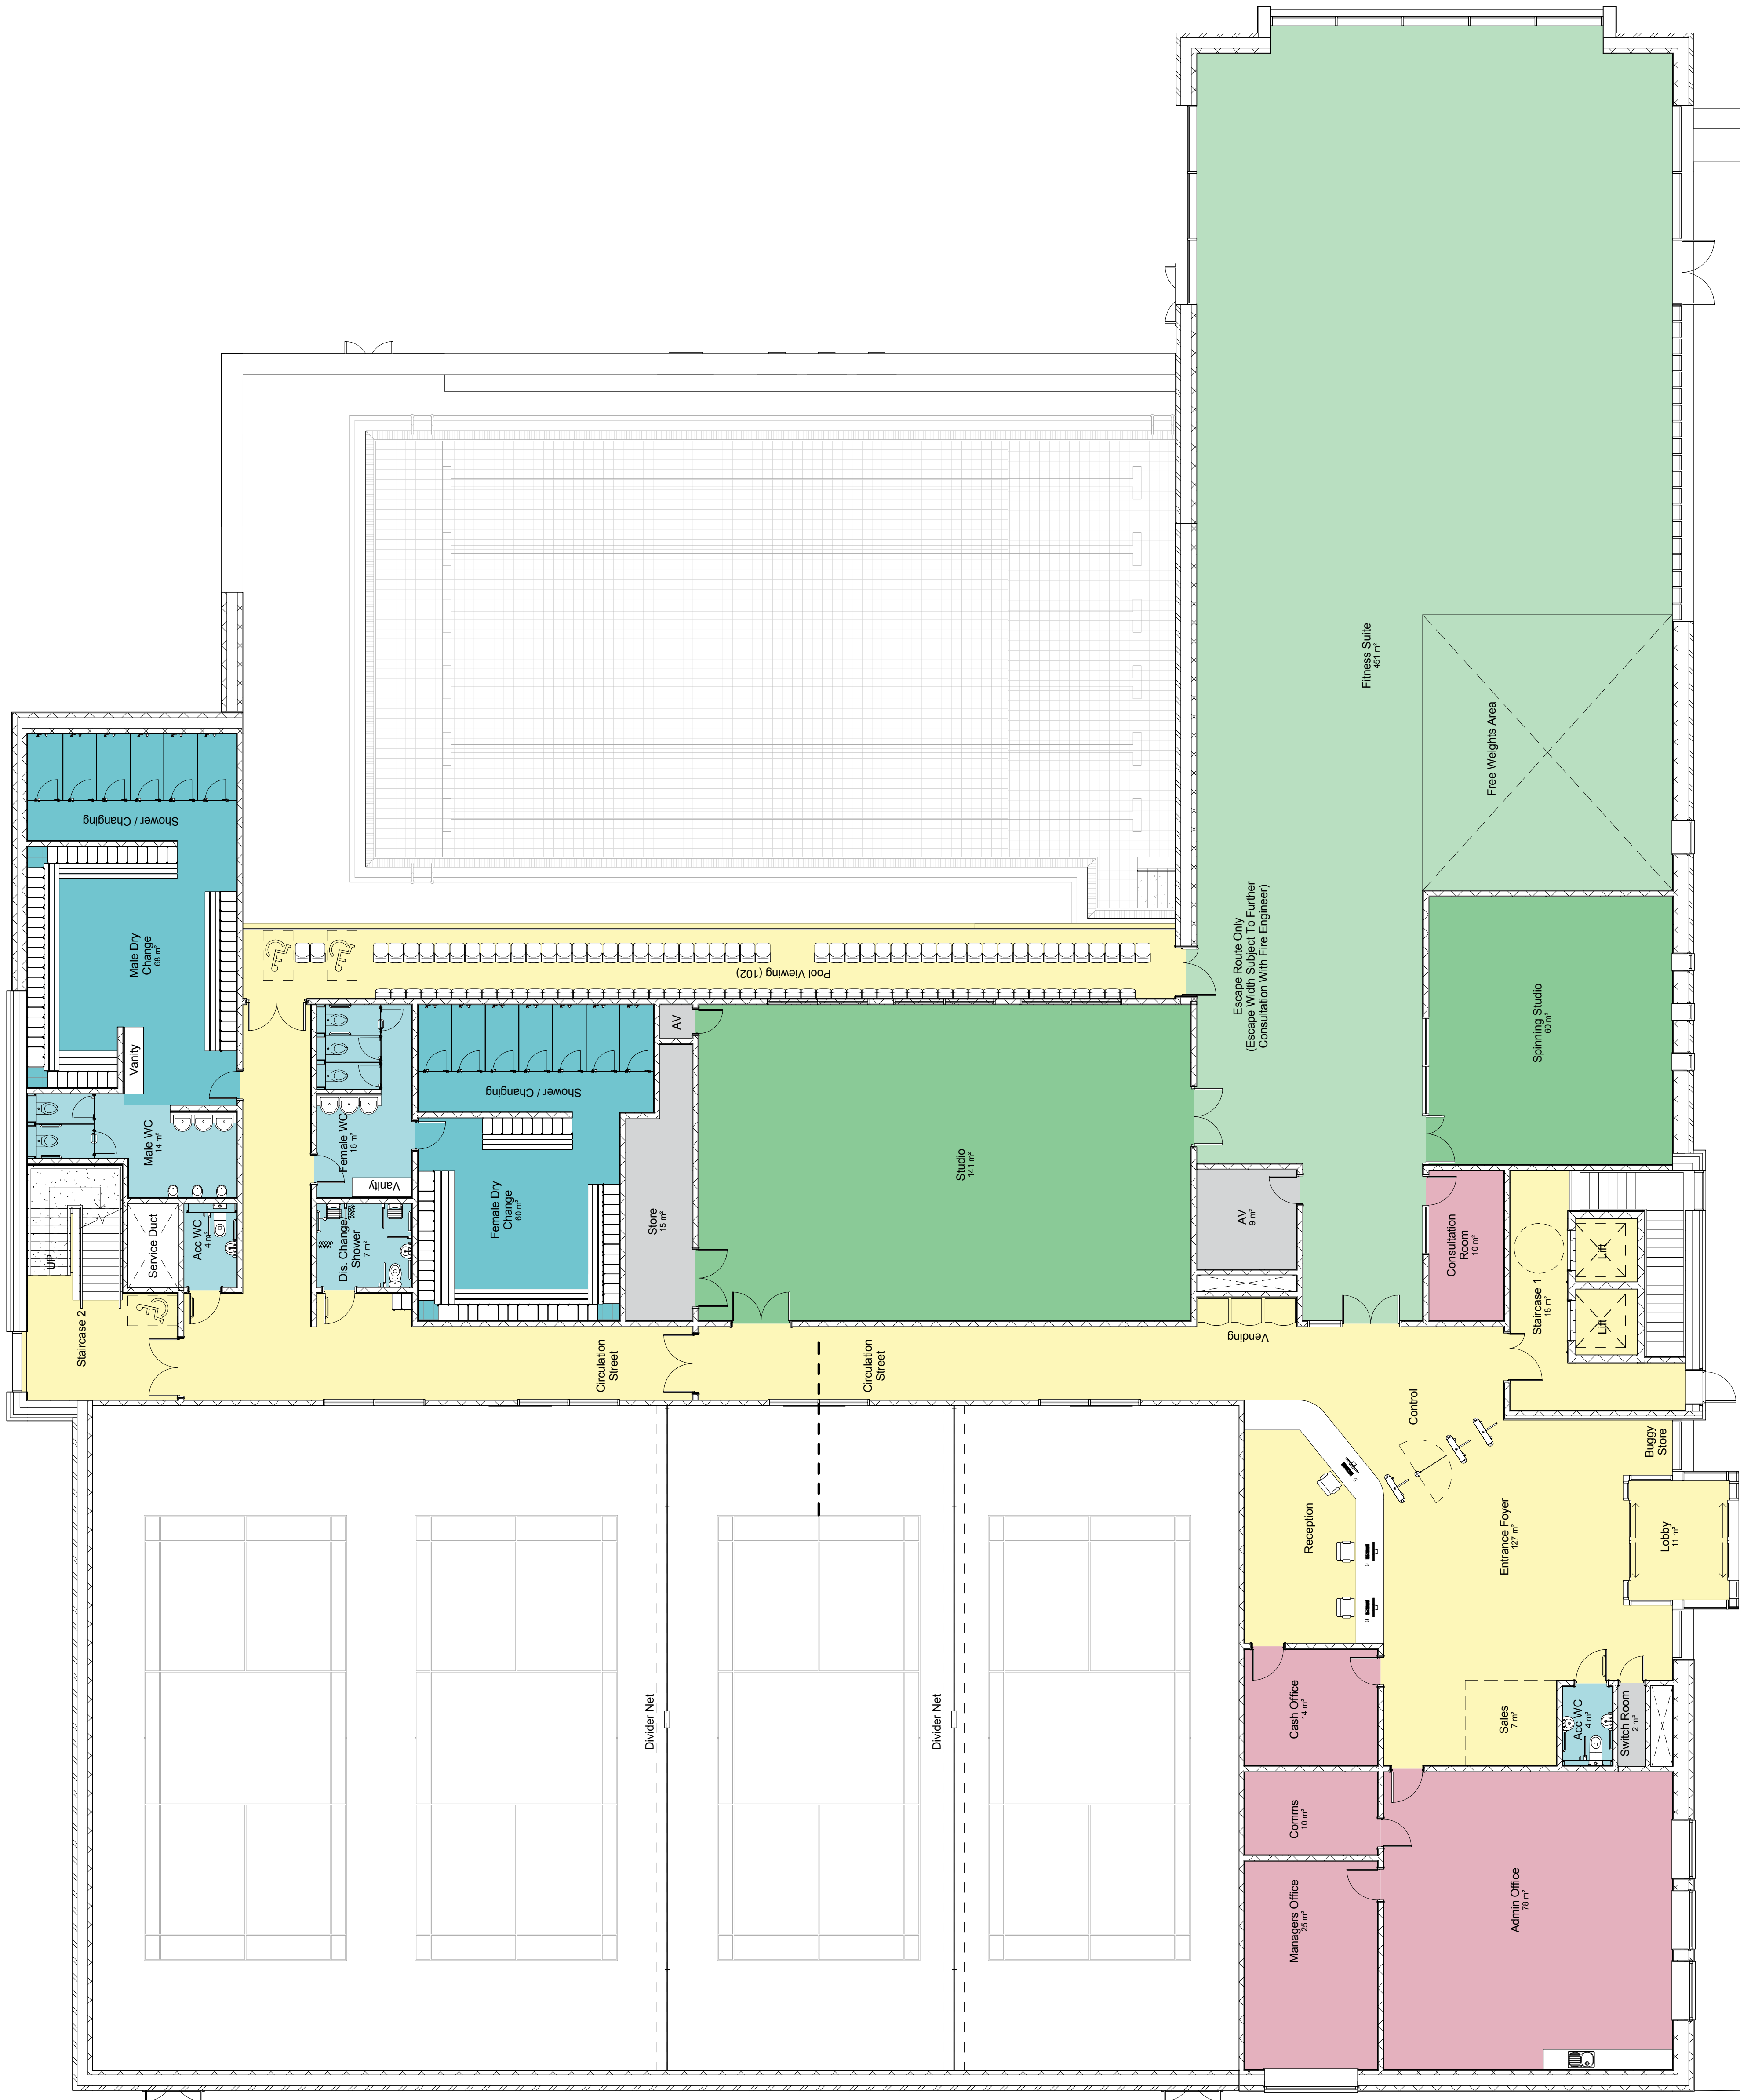 Fitness Suite
451 m²
Free Weights Area
Shower / Changing
Male Dry
Change
68 m²
Vanity
Male WC
14 m²
Pool Viewing (102)
Escape Route Only
(Escape Width Subject To Further
Consultation With Fire Engineer)
Spinning Studio
60 m²
AV
Shower / Changing
Female WC
16 m²
Vanity
Female Dry
Change
60 m²
Store
15 m²
Studio
141 m²
AV
9 m²
Consultation
Room
10 m²
UP
Service Duct
Acc WC
4 m²
Dis. Change
Shower
7 m²
Staircase 1
18 m²
Lift
Lift
Staircase 2
Circulation
Street
Circulation
Street
Vending
Control
Buggy
Store
Reception
Entrance Foyer
127 m²
Lobby
11 m²
Divider Net
Divider Net
Cash Office
14 m²
Sales
7 m²
Acc WC
4 m²
Switch Room
2 m²
Comms
10 m²
Managers Office
25 m²
Admin Office
78 m²